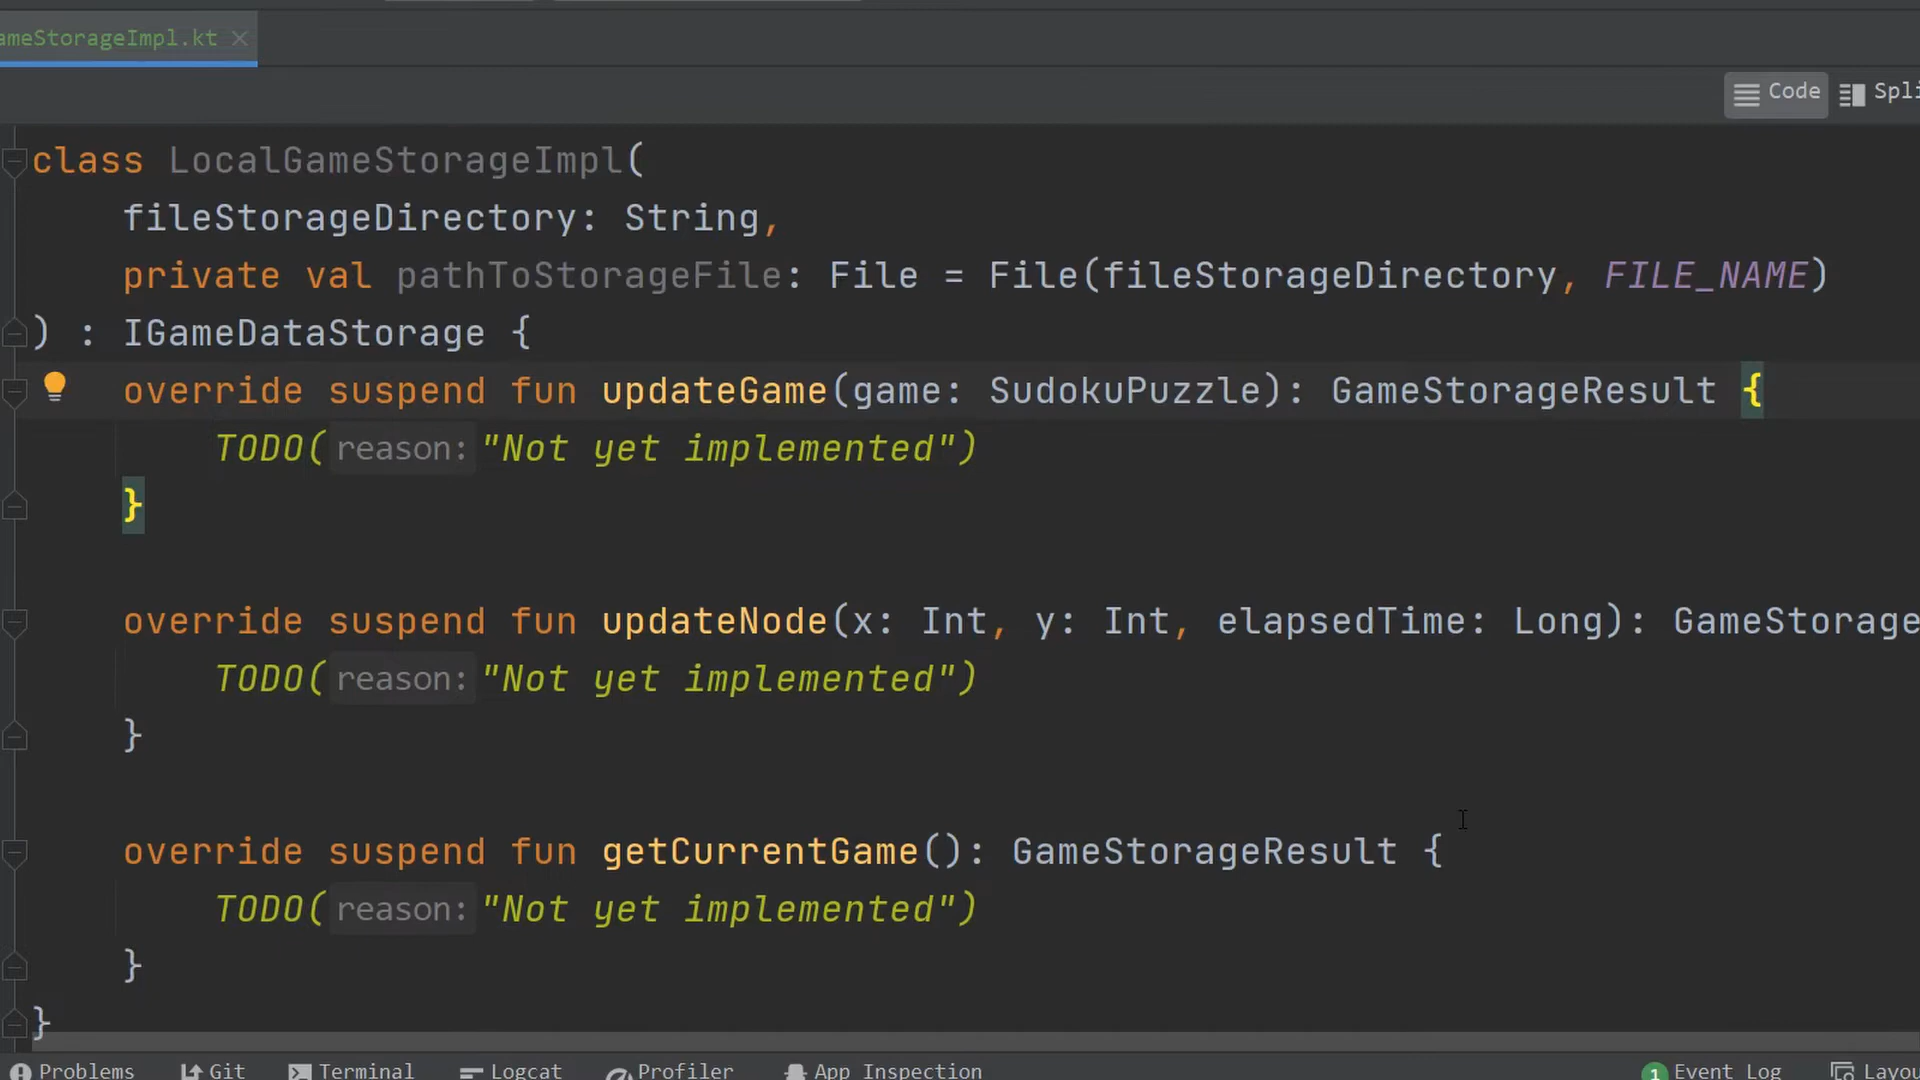 ameStorageImpl.kt
Code Spli
class LocalGameStorageImpl(
fileStorageDirectory: String,
private val pathToStorageFile: File = File(fileStorageDirectory, FILE_NAME)
) : IGameDataStorage {
override suspend fun updateGame(game: SudokuPuzzle): GameStorageResult {
TODO( reason: "Not yet implemented")
}
override suspend fun updateNode(x: Int, y: Int, elapsedTime: Long): GameStorage
TODO( reason: "Not yet implemented")
}
override suspend fun getCurrentGame(): GameStorageResult {
TODO( reason: "Not yet implemented")
}
}
Problems Git Terminal Logcat Profiler App Inspection 1 Event Log Layou